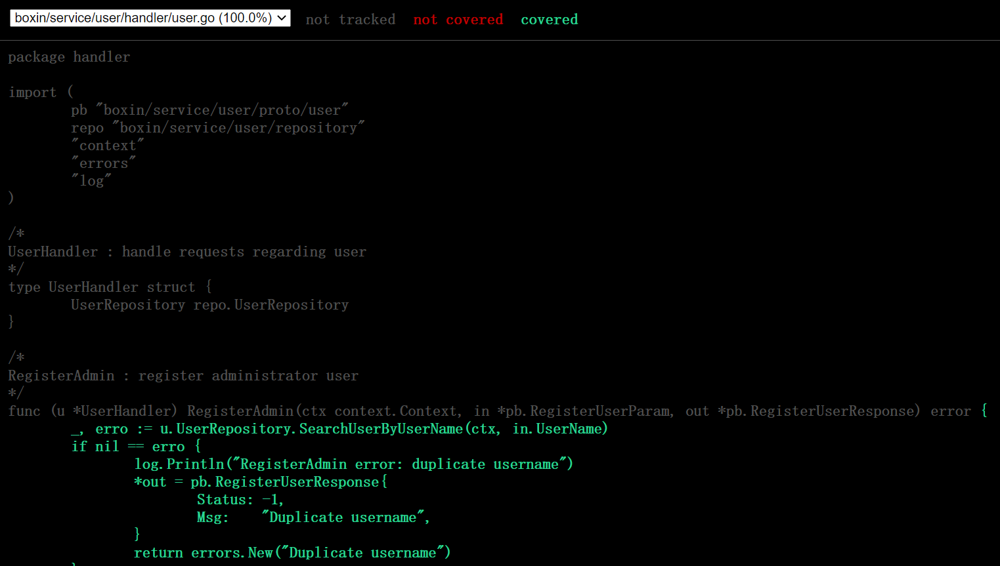 boxin/service/user/handler/user.go (100.0%) not tracked not covered covered
package handler
import (
pb "boxin/service/user/proto/user"
repo "boxin/service/user/repository"
"context"
"errors"
"log"
)
/*
UserHandler : handle requests regarding user
*/
type UserHandler struct {
UserRepository repo.UserRepository
}
/*
RegisterAdmin : register administrator user
*/
func (u *UserHandler) RegisterAdmin(ctx context.Context, in *pb.RegisterUserParam, out *pb.RegisterUserResponse) error {
_, erro := u.UserRepository.SearchUserByUserName(ctx, in.UserName)
if nil == erro {
log.Println("RegisterAdmin error: duplicate username")
*out = pb.RegisterUserResponse{
Status: -1,
Msg:    "Duplicate username",
}
return errors.New("Duplicate username")